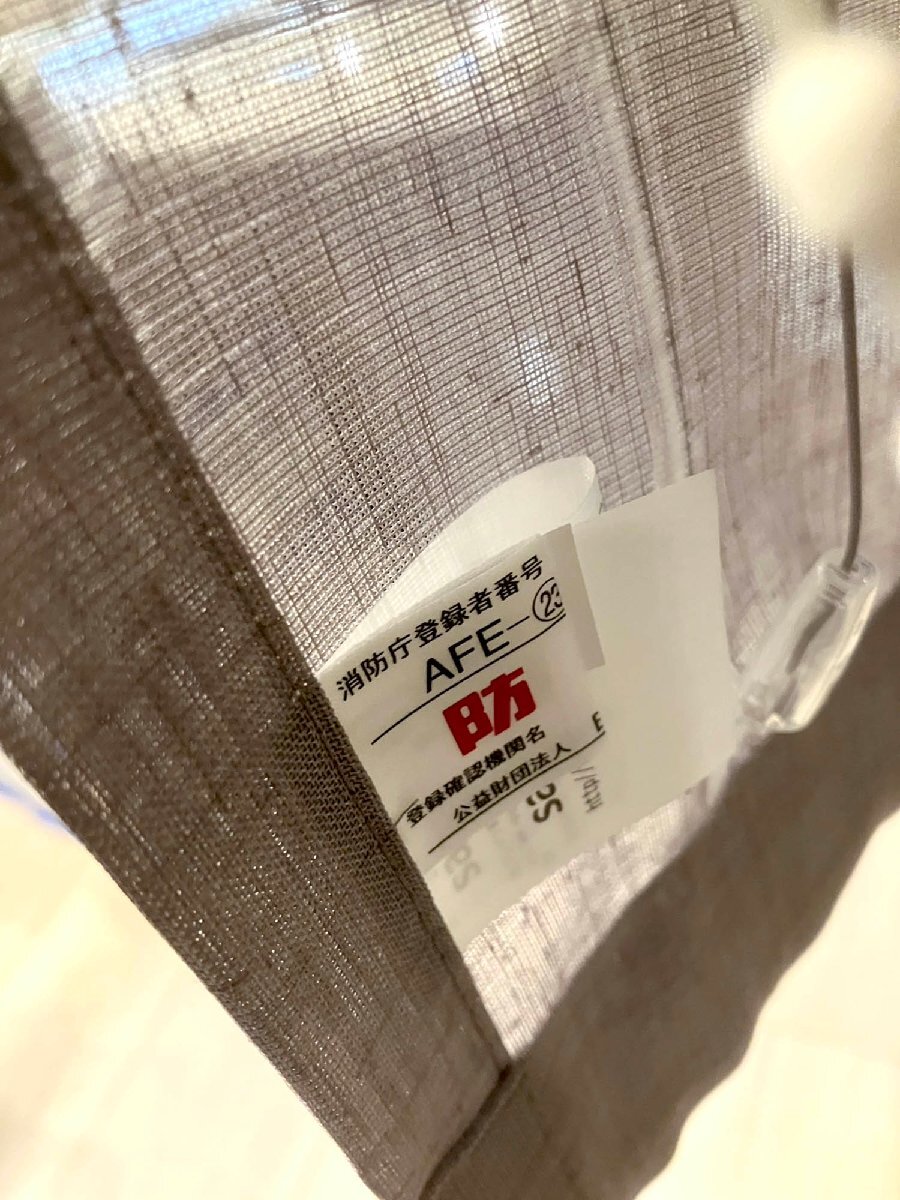 消防庁登録者番号
AFE-㉓
防
登録確認機関名
公益財団法人